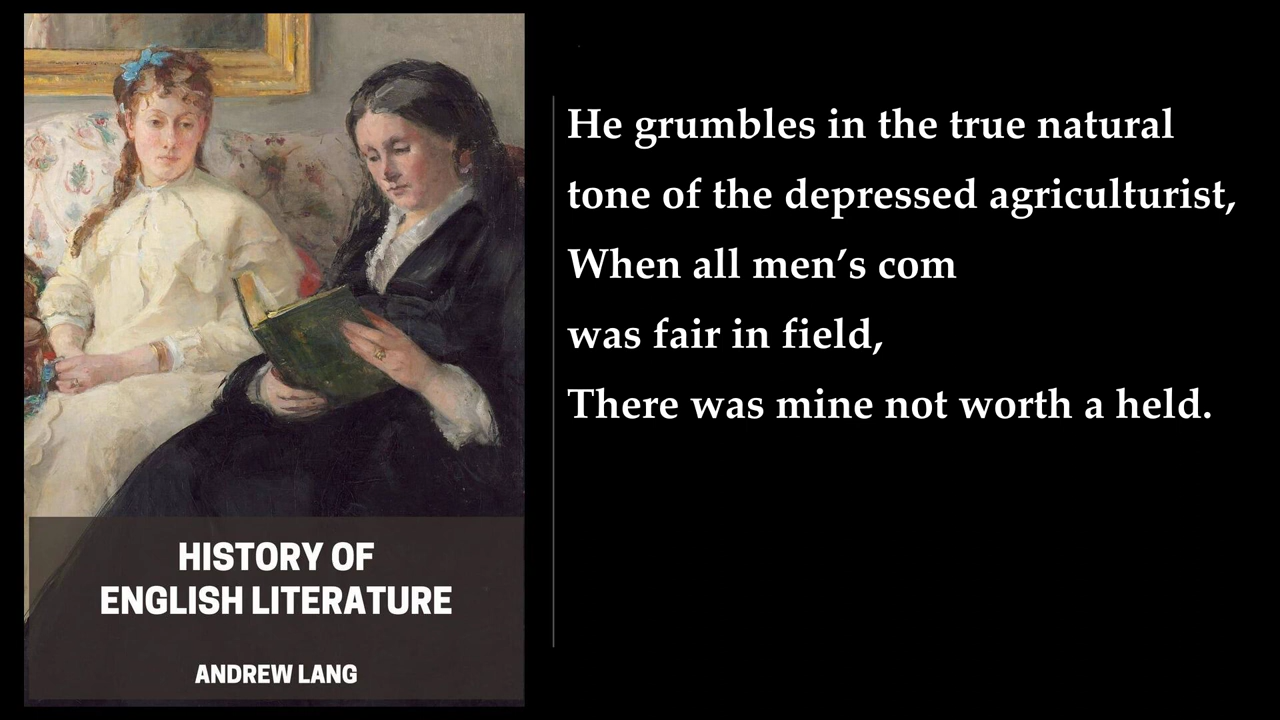 He grumbles in the true natural
tone of the depressed agriculturist,
When all men’s com
was fair in field,
There was mine not worth a held.
HISTORY OF
ENGLISH LITERATURE
ANDREW LANG